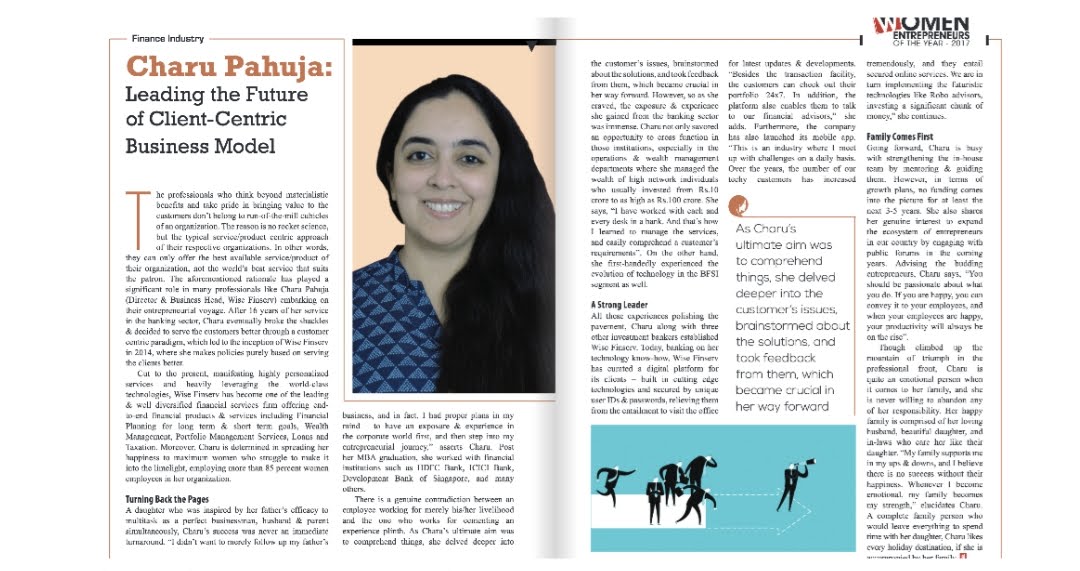 Finance Industry
Charu Pahuja:
Leading the Future
of Client-Centric
Business Model
The professionals who think beyond materialistic
benefits and take pride in bringing value to the
customers don't belong to run-of-the-mill cubicles
of an organization. The reason is no rocket science,
but the typical service/product centric approach
of their respective organizations. In other words,
they can only offer the best available service/product of
their organization, not the world's best service that suits
the patron. The aforementioned rationale has played a
significant role in many professionals like Charu Pahuja
(Director & Business Head, Wise Finserv) embarking on
their entrepreneurial voyage. After 16 years of her service
in the banking sector, Charu eventually broke the shackles
& decided to serve the customers better through a customer
centric paradigm, which led to the inception of Wise Finserv
in 2014, where she makes policies purely based on serving
the clients better.
Cut to the present, manifesting highly personalized
services and heavily leveraging the world-class
technologies, Wise Finserv has become one of the leading
& well diversified financial services firm offering end-
to-end financial products & services including Financial
Planning for long term & short term goals, Wealth
Management, Portfolio Management Services, Loans and
Taxation. Moreover, Charu is determined in spreading her
happiness to maximum women who struggle to make it
into the limelight, employing more than 85 percent women
employees in her organization.
Turning Back the Pages
A daughter who was inspired by her father's efficacy to
multitask as a perfect businessman, husband & parent
simultaneously, Charu's success was never an immediate
turnaround. "I didn't want to merely follow up my father's
business, and in fact, I had proper plans in my
mind to have an exposure & experience in
the corporate world first, and then step into my
entrepreneurial journey," asserts Charu. Post
her MBA graduation, she worked with financial
institutions such as HDFC Bank, ICICI Bank,
Development Bank of Singapore, and many
others.
There is a genuine contradiction between an
employee working for merely his/her livelihood
and the one who works for cementing an
experience plinth. As Charu's ultimate aim was
to comprehend things, she delved deeper into
the customer's issues, brainstormed
about the solutions, and took feedback
from them, which became crucial in
her way forward. However, so as she
craved, the exposure & experience
she gained from the banking sector
was immense. Charu not only savored
an opportunity to cross function in
those institutions, especially in the
operations & wealth management
departments where she managed the
wealth of high network individuals
who usually invested from Rs.10
crore to as high as Rs.100 crore. She
says, "I have worked with each and
every desk in a bank. And that's how
I learned to manage the services,
and easily comprehend a customer's
requirements". On the other hand,
she first-handedly experienced the
evolution of technology in the BFSI
segment as well.
A Strong Leader
All those experiences polishing the
pavement, Charu along with three
other investment bankers established
Wise Finserv. Today, banking on her
technology know-how, Wise Finserv
has curated a digital platform for
its clients – built in cutting edge
technologies and secured by unique
user IDs & passwords, relieving them
from the entailment to visit the office
for latest updates & developments.
"Besides the transaction facility,
the customers can check out their
portfolio 24x7. In addition, the
platform also enables them to talk
to our financial advisors," she
adds. Furthermore, the company
has also launched its mobile app.
"This is an industry where I meet
up with challenges on a daily basis.
Over the years, the number of our
techy customers has increased
As Charu's
ultimate aim was
to comprehend
things, she delved
deeper into the
customer's issues,
brainstormed about
the solutions, and
took feedback
from them, which
became crucial in
her way forward
WOMEN
ENTREPRENEURS
OF THE YEAR - 2017
tremendously, and they entail
secured online services. We are in
turn implementing the futuristic
technologies like Robo advisors,
investing a significant chunk of
money," she continues.
Family Comes First
Going forward, Charu is busy
with strengthening the in-house
team by mentoring & guiding
them. However, in terms of
growth plans, no funding comes
into the picture for at least the
next 3-5 years. She also shares
her genuine interest to expand
the ecosystem of entrepreneurs
in our country by engaging with
public forums in the coming
years. Advising the budding
entrepreneurs, Charu says, "You
should be passionate about what
you do. If you are happy, you can
convey it to your employees, and
when your employees are happy,
your productivity will always be
on the rise".
Though climbed up the
mountain of triumph in the
professional front, Charu is
quite an emotional person when
it comes to her family, and she
is never willing to abandon any
of her responsibility. Her happy
family is comprised of her loving
husband, beautiful daughter, and
in-laws who care her like their
daughter. "My family supports me
in my ups & downs, and I believe
there is no success without their
happiness. Whenever I become
emotional, my family becomes
my strength," elucidates Charu.
A complete family person who
would leave everything to spend
time with her daughter, Charu likes
every holiday destination, if she is
accompanied by her family.